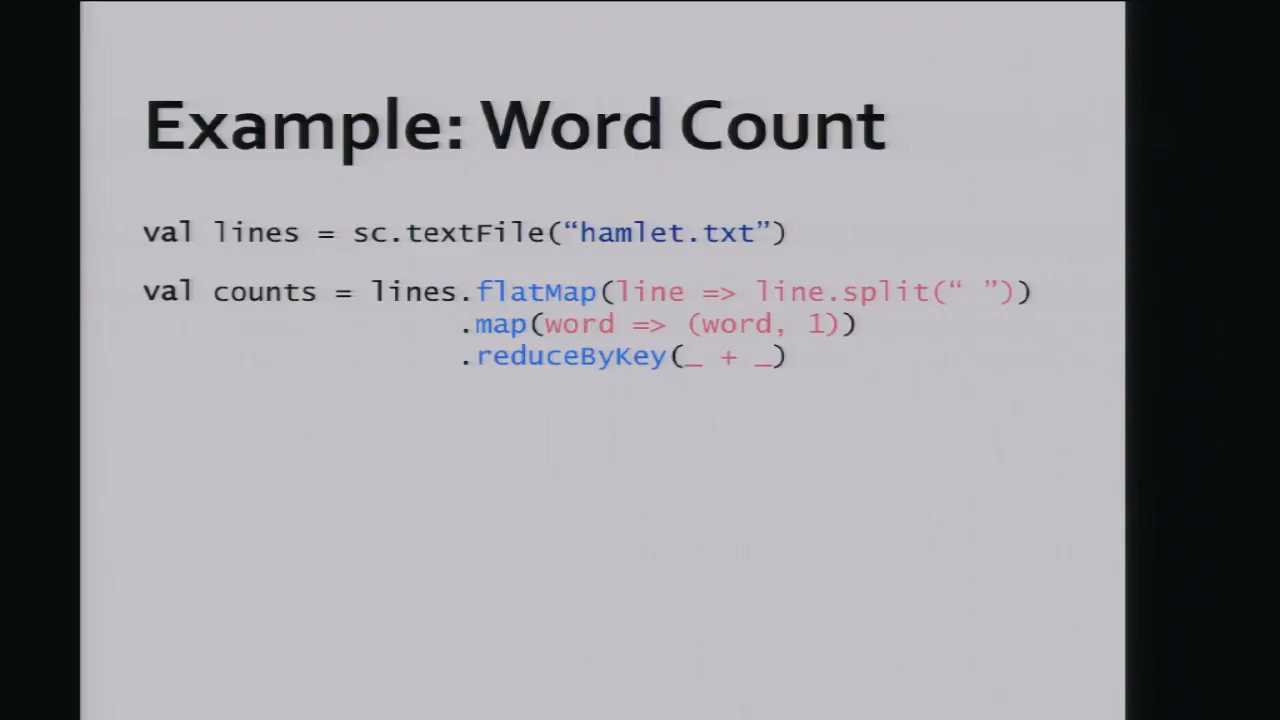 Example: Word Count
val lines = sc.textFile(“hamlet.txt”)
val counts = lines.flatMap(line => line.split(“ ”))
.map(word => (word, 1))
.reduceByKey(_ + _)